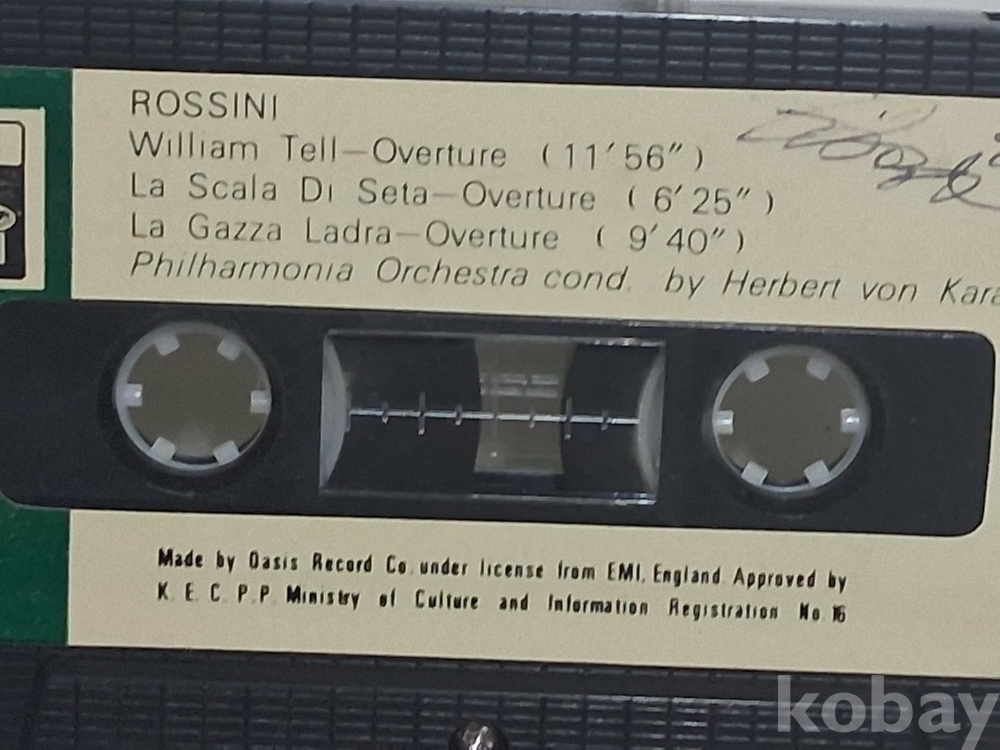 ROSSINI
William Tell—Overture (11'56")
La Scala Di Seta—Overture (6'25")
La Gazza Ladra—Overture (9'40")
Philharmonia Orchestra cond. by Herbert von Kara
Made by Oasis Record Co. under license from EMI, England. Approved by
K. E. C. P. P. Ministry of Culture and Information Registration No 16
kobay